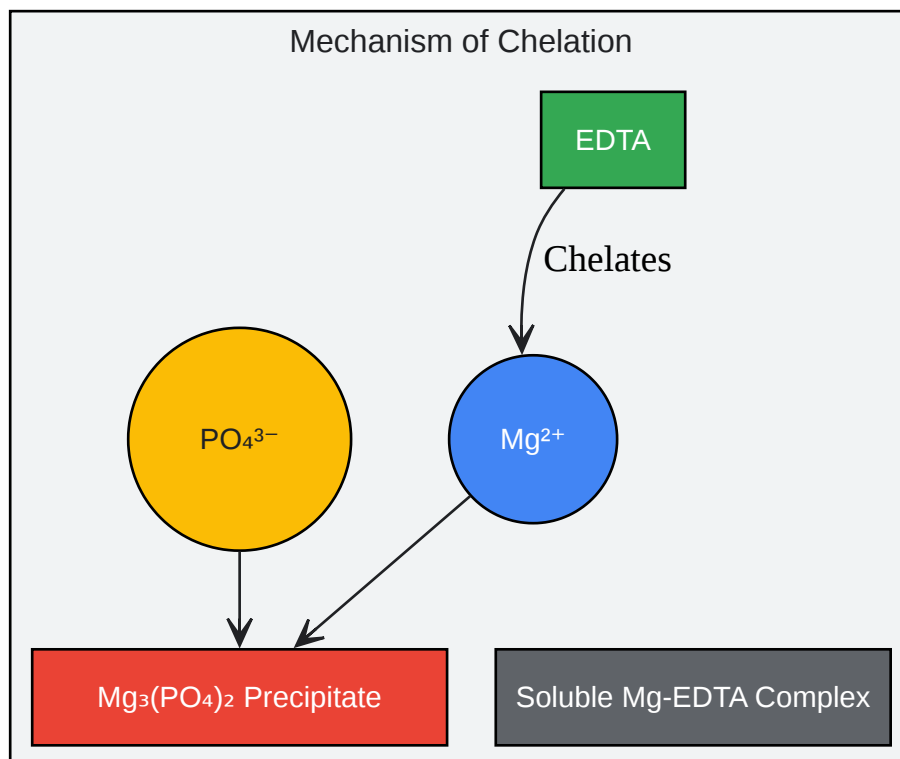 Mechanism of Chelation
EDTA
Chelates
PO₄³⁻
Mg²⁺
Mg₃(PO₄)₂ Precipitate
Soluble Mg-EDTA Complex